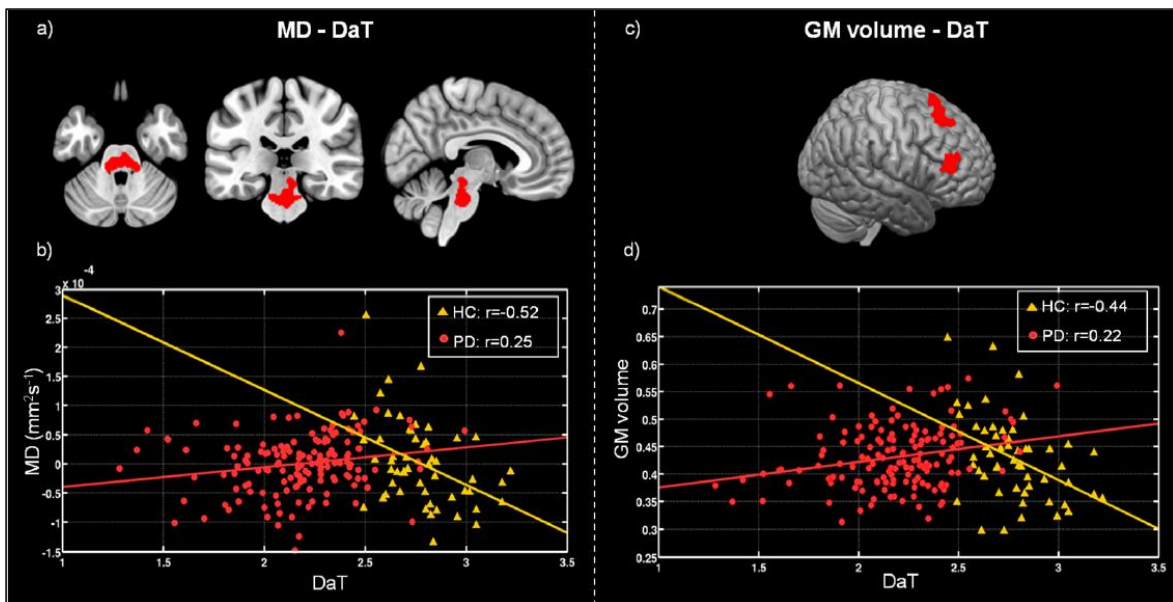 a)
MD - DaT
b)
x 10⁻⁴
3
2.5
2
1.5
1
0.5
0
-0.5
-1
-1.5
MD (mm²s⁻¹)
HC: r=-0.52
PD: r=0.25
1
1.5
2
2.5
3
3.5
DaT
c)
GM volume - DaT
d)
0.7
0.65
0.6
0.55
0.5
0.45
0.4
0.35
0.3
0.25
GM volume
HC: r=-0.44
PD: r=0.22
1
1.5
2
2.5
3
3.5
DaT